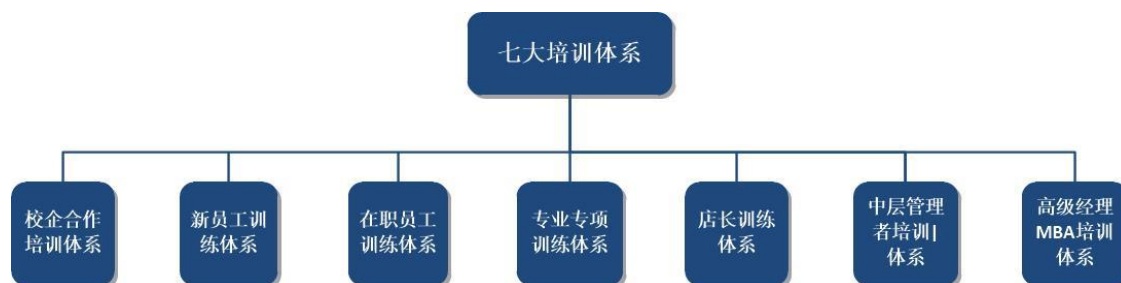 七大培训体系
校企合作
培训体系
新员工训
练体系
在职员工
训练体系
专业专项
训练体系
店长训练
体系
中层管理
者培训|
体系
高级经理
MBA培训
体系